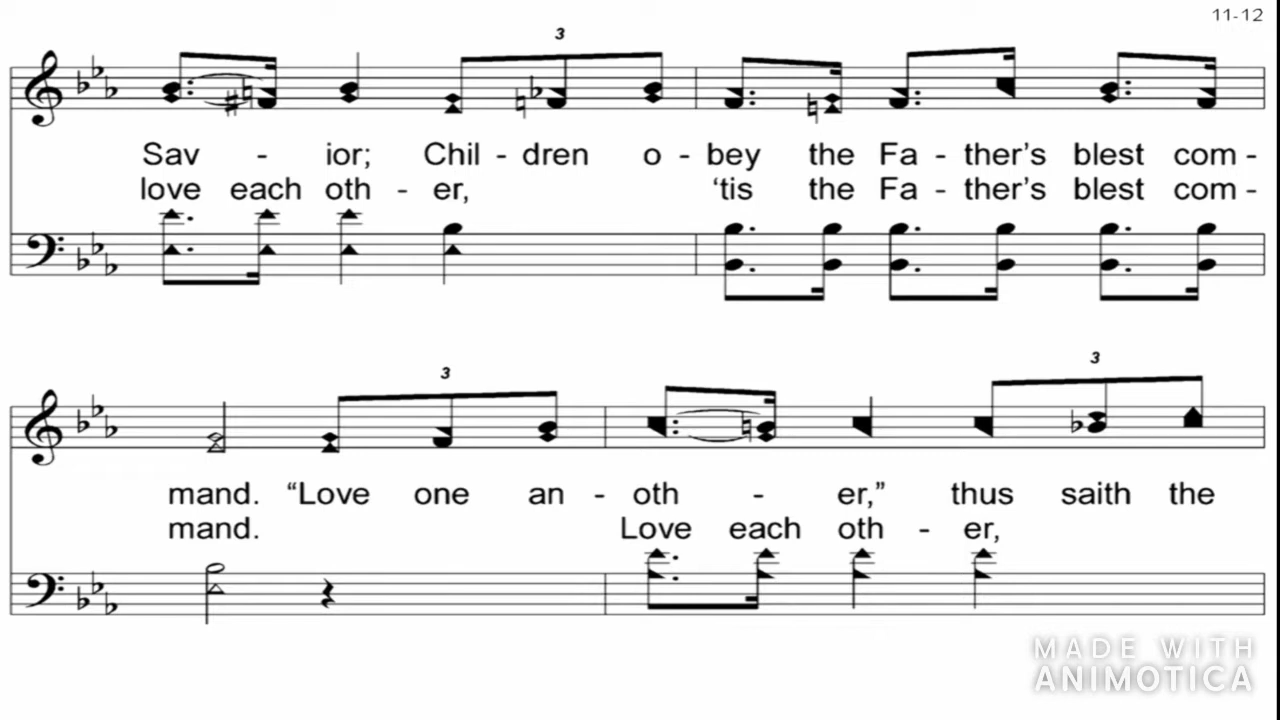 11-12
3
Sav - ior; Chil - dren o - bey the Fa - ther's blest com -
love each oth - er, 'tis the Fa - ther's blest com -
3
3
mand. “Love one an - oth - er,” thus saith the
mand. Love each oth - er,
MADE WITH
ANIMOTICA